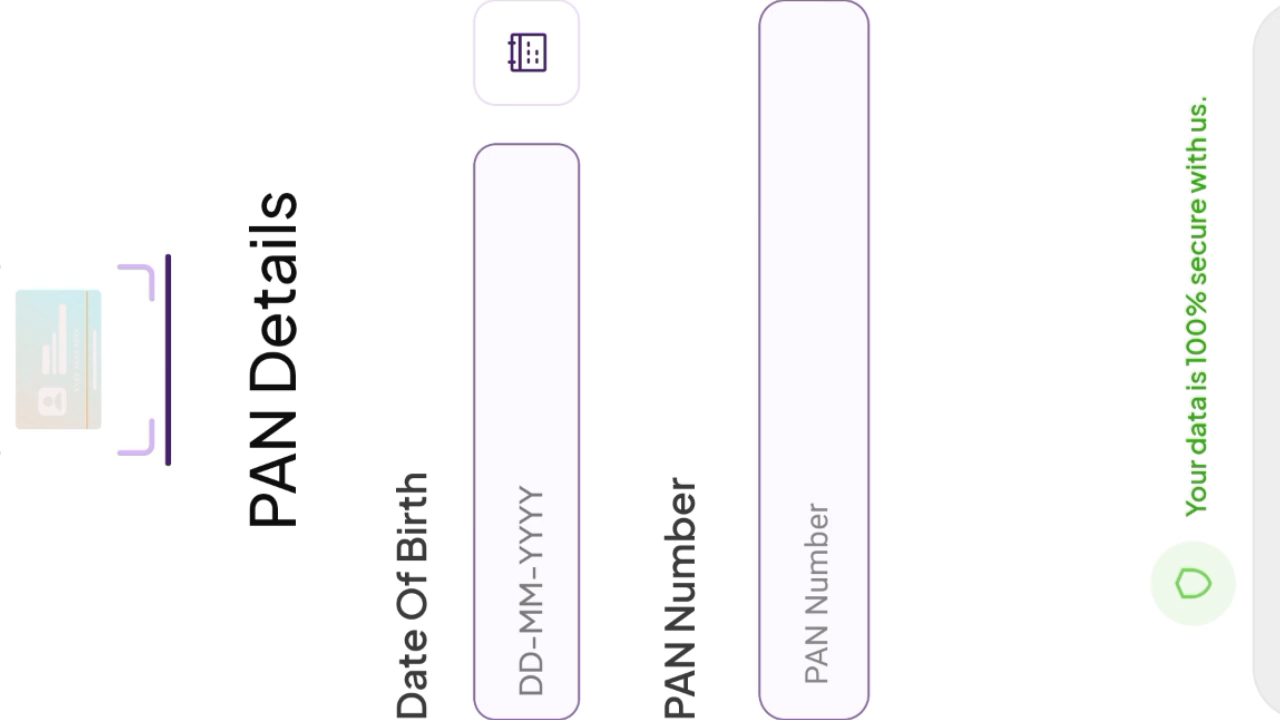 PAN Details
Date Of Birth
DD-MM-YYYY
PAN Number
PAN Number
Your data is 100% secure with us.